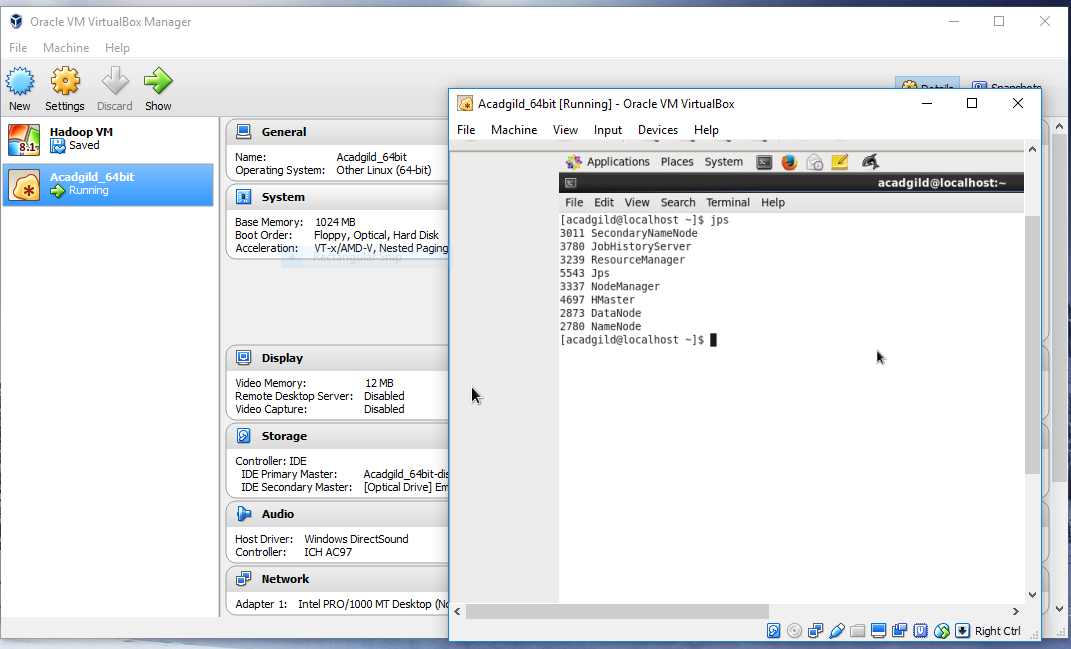 Oracle VM VirtualBox Manager
File Machine Help
New Settings Discard Show
Details Snapshots
Hadoop VM
Saved
8.1
Acadgild_64bit
Running
General
Name: Acadgild_64bit
Operating System: Other Linux (64-bit)
System
Base Memory: 1024 MB
Boot Order: Floppy, Optical, Hard Disk
Acceleration: VT-x/AMD-V, Nested Paging
Rectangular Snip
Display
Video Memory: 12 MB
Remote Desktop Server: Disabled
Video Capture: Disabled
Storage
Controller: IDE
IDE Primary Master: Acadgild_64bit-dis
IDE Secondary Master: [Optical Drive] Em
Audio
Host Driver: Windows DirectSound
Controller: ICH AC97
Network
Adapter 1: Intel PRO/1000 MT Desktop (No
Acadgild_64bit [Running] - Oracle VM VirtualBox
File Machine View Input Devices Help
Applications Places System
acadgild@localhost:~
File Edit View Search Terminal Help
[acadgild@localhost ~]$ jps
3011 SecondaryNameNode
3780 JobHistoryServer
3239 ResourceManager
5543 Jps
3337 NodeManager
4697 HMaster
2873 DataNode
2780 NameNode
[acadgild@localhost ~]$
Right Ctrl